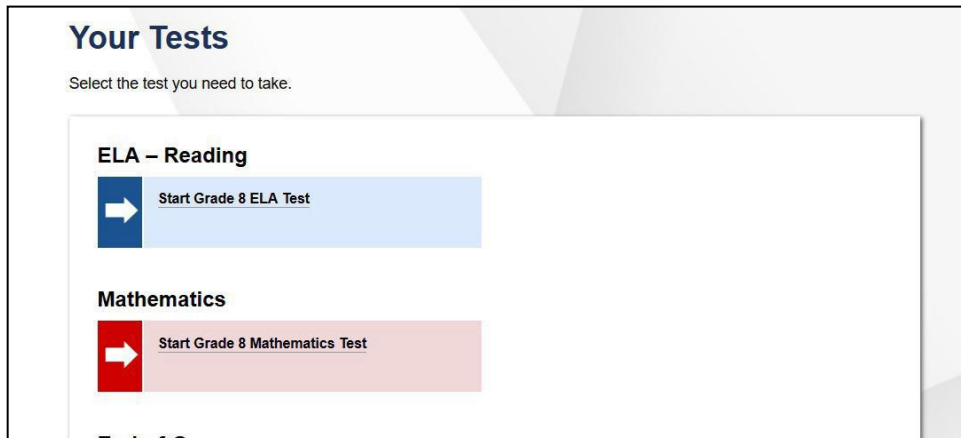 Your Tests
Select the test you need to take.
ELA – Reading
Start Grade 8 ELA Test
Mathematics
Start Grade 8 Mathematics Test